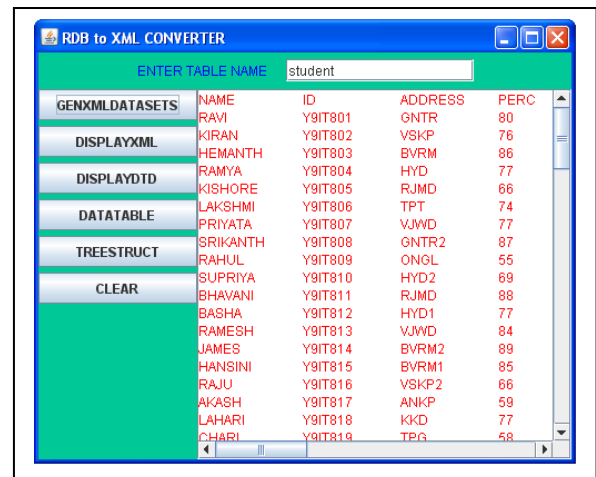 RDB to XML CONVERTER
ENTER TABLE NAME student
GENXMLDATASETS
DISPLAYXML
DISPLAYDTD
DATATABLE
TREESTRUCT
CLEAR
NAME ID ADDRESS PERC
RAVI Y9IT801 GNTR 80
KIRAN Y9IT802 VSKP 76
HEMANTH Y9IT803 BVRM 86
RAMYA Y9IT804 HYD 77
KISHORE Y9IT805 RJMD 66
LAKSHMI Y9IT806 TPT 74
PRIYATA Y9IT807 VJWD 77
SRIKANTH Y9IT808 GNTR2 87
RAHUL Y9IT809 ONGL 55
SUPRIYA Y9IT810 HYD2 69
BHAVANI Y9IT811 RJMD 88
BASHA Y9IT812 HYD1 77
RAMESH Y9IT813 VJWD 84
JAMES Y9IT814 BVRM2 89
HANSINI Y9IT815 BVRM1 85
RAJU Y9IT816 VSKP2 66
AKASH Y9IT817 ANKP 59
LAHARI Y9IT818 KKD 77
CHARI Y9IT819 TPG 58